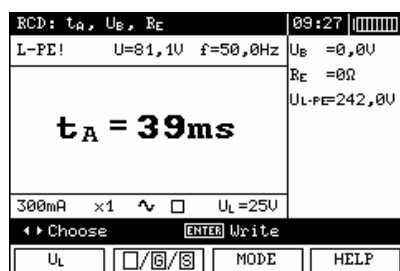 RCD: tA, UB, RE 09:27
L-PE! U=81,1V f=50,0Hz
UB =0,0V
RE =0Ω
UL-PE=242,0V
tA = 39ms
300mA ×1 ∿ □ UL=25V
◂ ▸ Choose ENTER Write
UL □/G/S MODE HELP